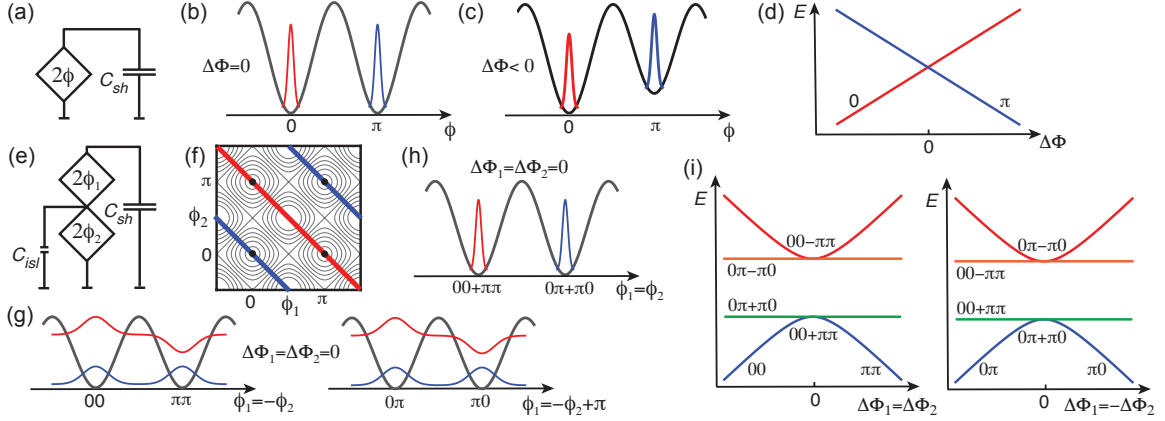 (a)
2ϕ
C_sh
(b)
ΔΦ=0
0
π
ϕ
(c)
ΔΦ< 0
0
π
ϕ
(d)
E
0
π
0
ΔΦ
(e)
2ϕ₁
2ϕ₂
C_sh
C_isl
(f)
π
ϕ₂
0
0
ϕ₁
π
(h)
ΔΦ₁=ΔΦ₂=0
00+ππ
0π+π0
ϕ₁=ϕ₂
(g)
ΔΦ₁=ΔΦ₂=0
00
ππ
ϕ₁=-ϕ₂
0π
π0
ϕ₁=-ϕ₂+π
(i)
E
00−ππ
0π−π0
0π+π0
00+ππ
00
ππ
0
ΔΦ₁=ΔΦ₂
E
0π−π0
00−ππ
00+ππ
0π+π0
0π
π0
0
ΔΦ₁=-ΔΦ₂